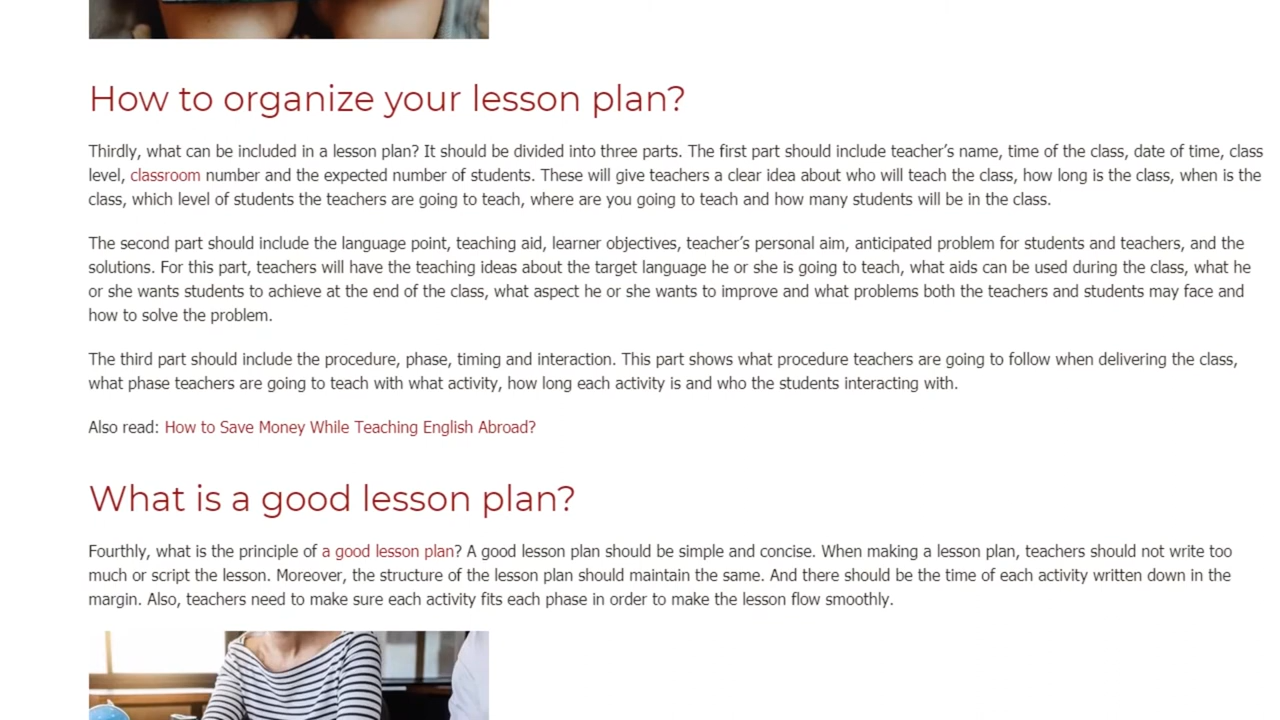 How to organize your lesson plan?
Thirdly, what can be included in a lesson plan? It should be divided into three parts. The first part should include teacher's name, time of the class, date of time, class
level, classroom number and the expected number of students. These will give teachers a clear idea about who will teach the class, how long is the class, when is the
class, which level of students the teachers are going to teach, where are you going to teach and how many students will be in the class.
The second part should include the language point, teaching aid, learner objectives, teacher's personal aim, anticipated problem for students and teachers, and the
solutions. For this part, teachers will have the teaching ideas about the target language he or she is going to teach, what aids can be used during the class, what he
or she wants students to achieve at the end of the class, what aspect he or she wants to improve and what problems both the teachers and students may face and
how to solve the problem.
The third part should include the procedure, phase, timing and interaction. This part shows what procedure teachers are going to follow when delivering the class,
what phase teachers are going to teach with what activity, how long each activity is and who the students interacting with.
Also read: How to Save Money While Teaching English Abroad?
What is a good lesson plan?
Fourthly, what is the principle of a good lesson plan? A good lesson plan should be simple and concise. When making a lesson plan, teachers should not write too
much or script the lesson. Moreover, the structure of the lesson plan should maintain the same. And there should be the time of each activity written down in the
margin. Also, teachers need to make sure each activity fits each phase in order to make the lesson flow smoothly.